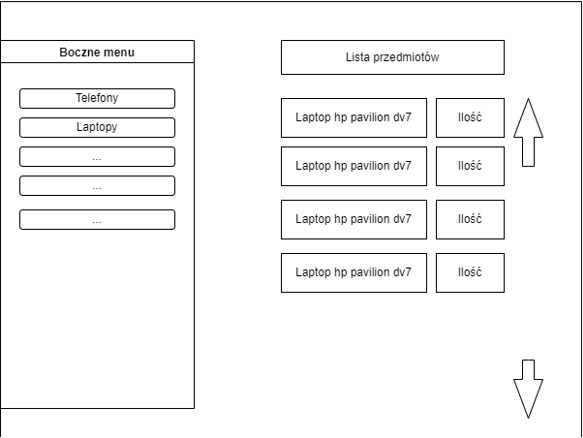 Boczne menu
Telefony
Laptopy
...
...
...
Lista przedmiotów
Laptop hp pavilion dv7
Ilość
Laptop hp pavilion dv7
Ilość
Laptop hp pavilion dv7
Ilość
Laptop hp pavilion dv7
Ilość